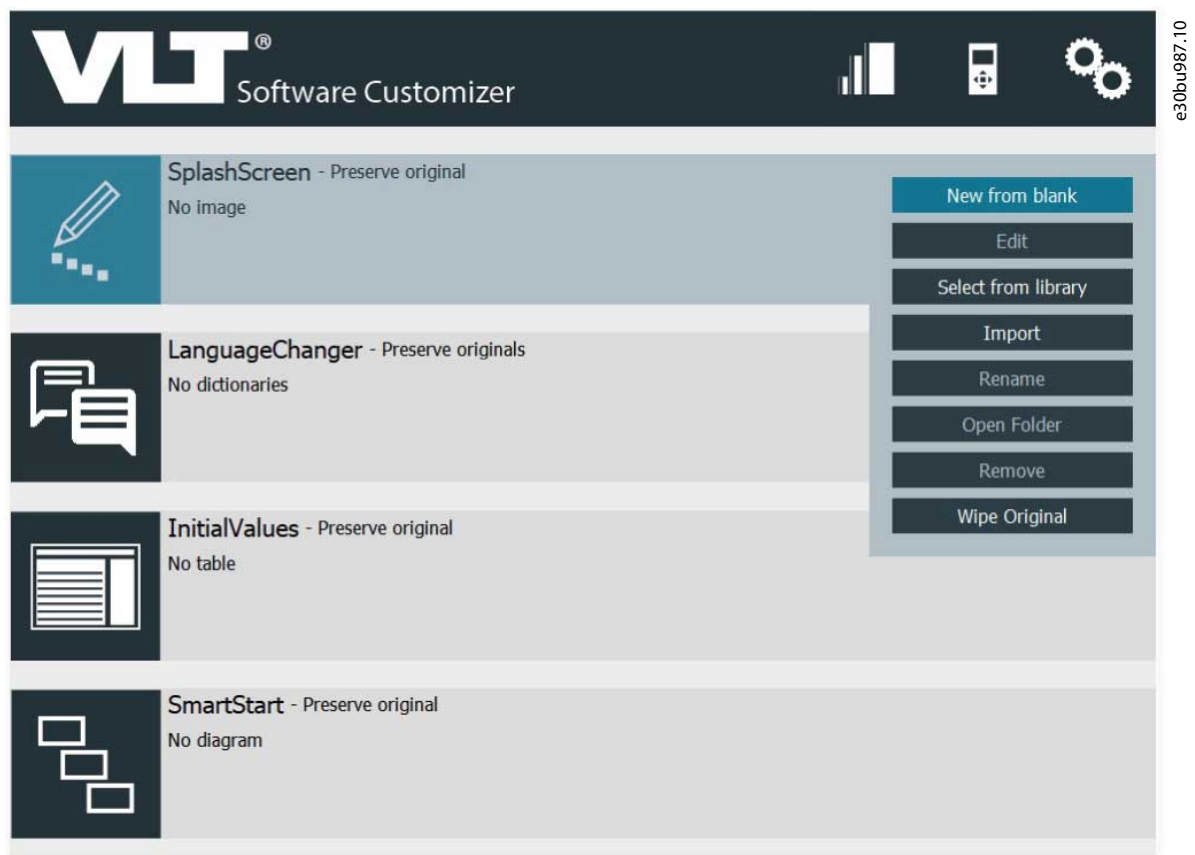 VLT®
Software Customizer
e30bu987.10
SplashScreen - Preserve original
No image
New from blank
Edit
Select from library
Import
Rename
Open Folder
Remove
Wipe Original
LanguageChanger - Preserve originals
No dictionaries
InitialValues - Preserve original
No table
SmartStart - Preserve original
No diagram